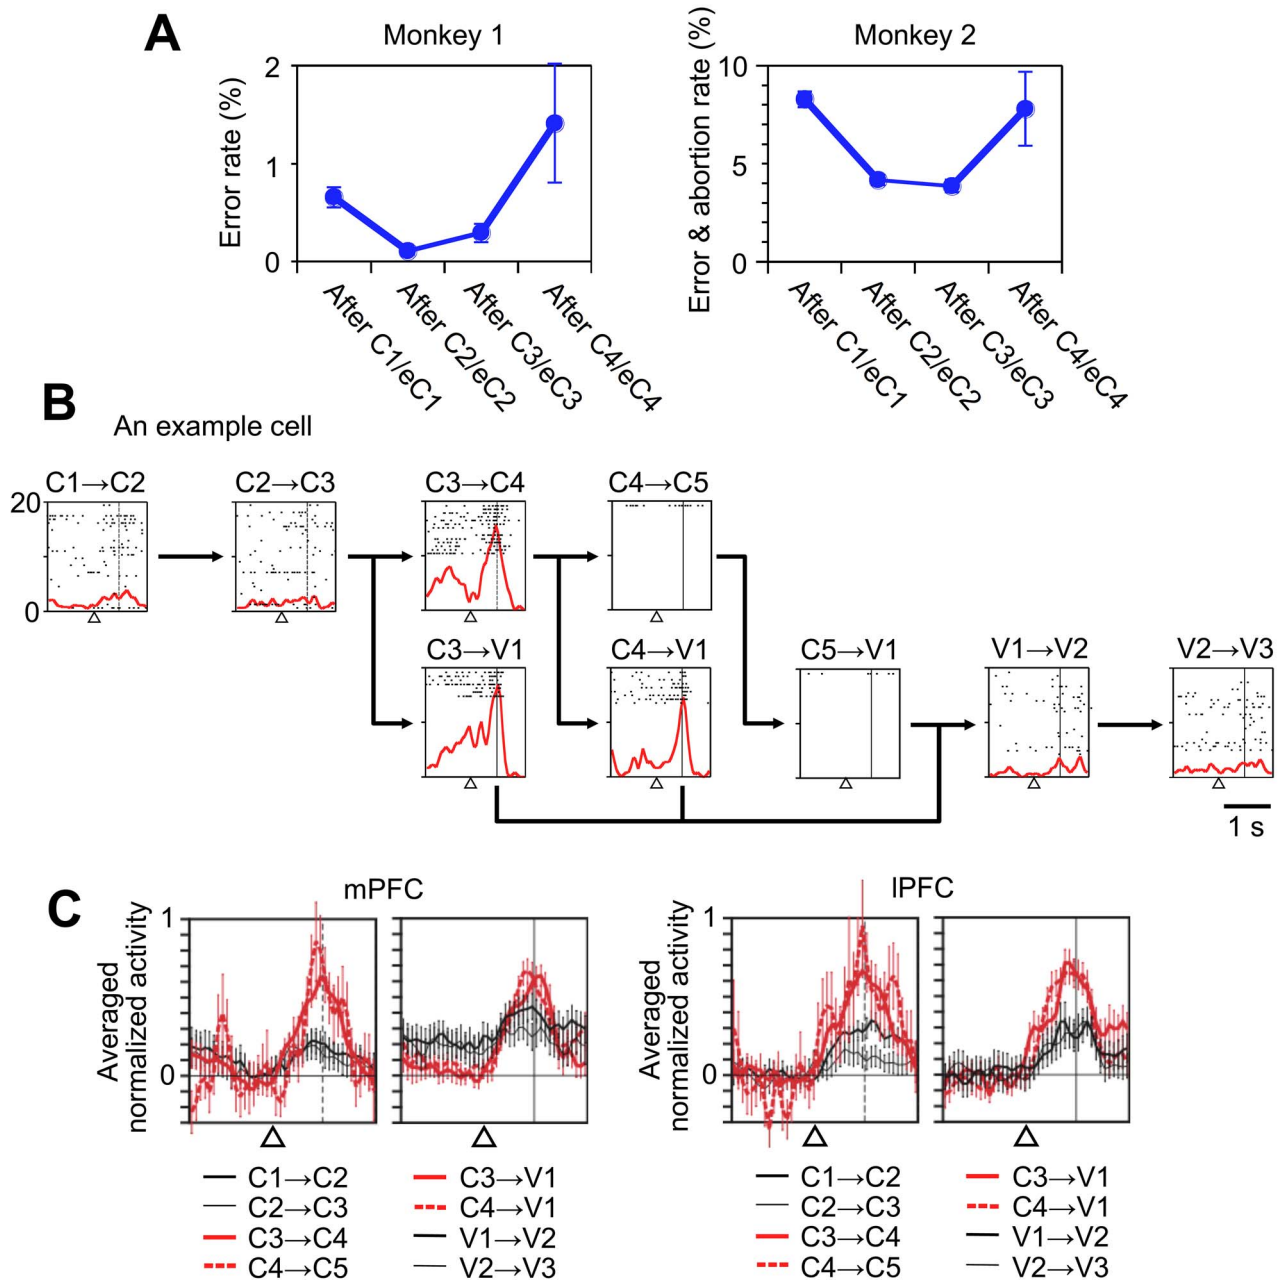 A
Monkey 1
Monkey 2
Error rate (%)
2
1
0
After C1/eC1
After C2/eC2
After C3/eC3
After C4/eC4
Error & abortion rate (%)
10
5
0
After C1/eC1
After C2/eC2
After C3/eC3
After C4/eC4
B
An example cell
C1→C2
C2→C3
C3→C4
C4→C5
20
0
C3→V1
C4→V1
C5→V1
V1→V2
V2→V3
1 s
C
mPFC
lPFC
Averaged
normalized activity
1
0
Averaged
normalized activity
1
0
C1→C2
C2→C3
C3→C4
C4→C5
C3→V1
C4→V1
V1→V2
V2→V3
C1→C2
C2→C3
C3→C4
C4→C5
C3→V1
C4→V1
V1→V2
V2→V3